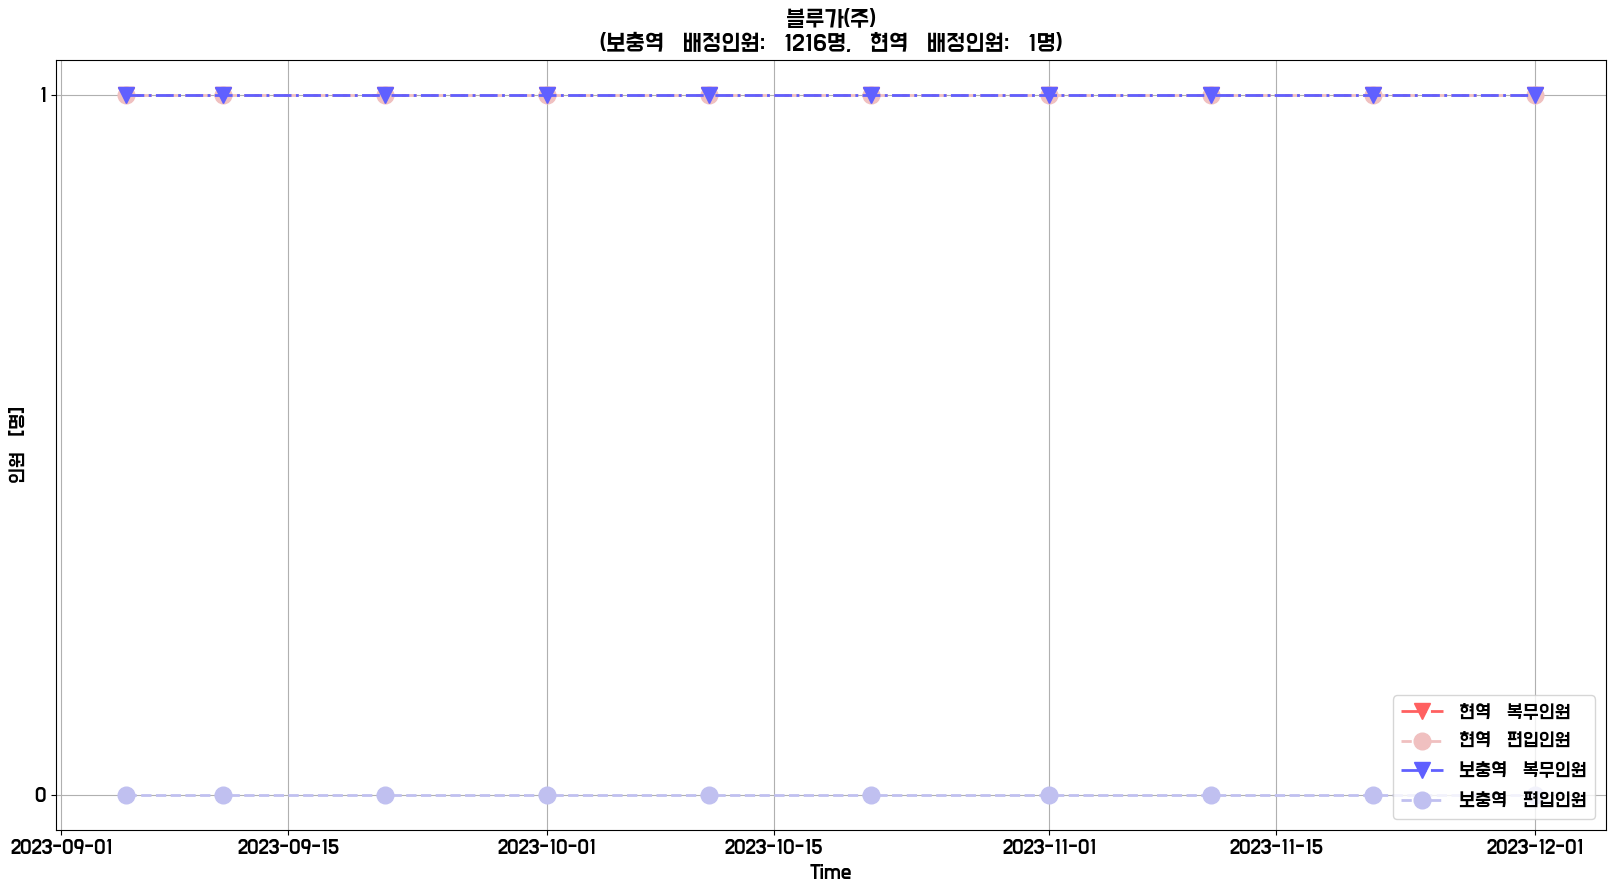 블루가(주)
(보충역 배정인원: 1216명, 현역 배정인원: 1명)
1
0
인원 [명]
2023-09-01 2023-09-15 2023-10-01 2023-10-15 2023-11-01 2023-11-15 2023-12-01
Time
현역 복무인원
현역 편입인원
보충역 복무인원
보충역 편입인원